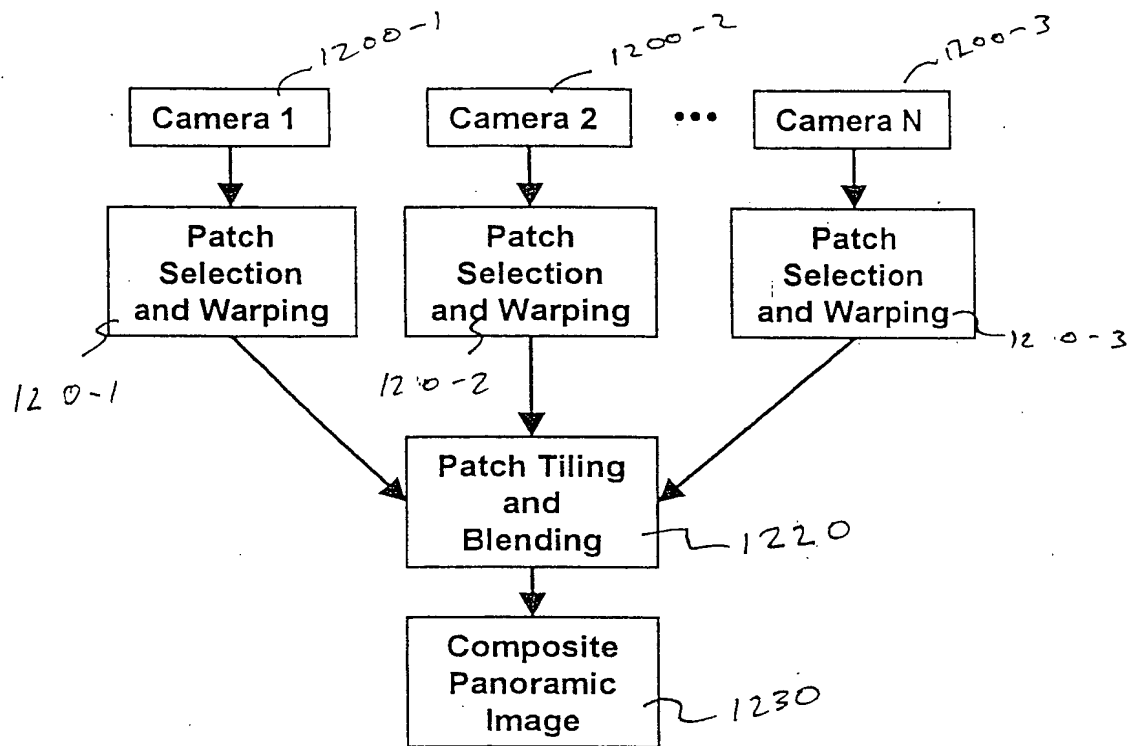 1200-1
1200-2
1200-3
Camera 1
Camera 2
•••
Camera N
Patch
Selection
and Warping
Patch
Selection
and Warping
Patch
Selection
and Warping
1210-1
1210-2
1210-3
Patch Tiling
and
Blending
1220
Composite
Panoramic
Image
1230